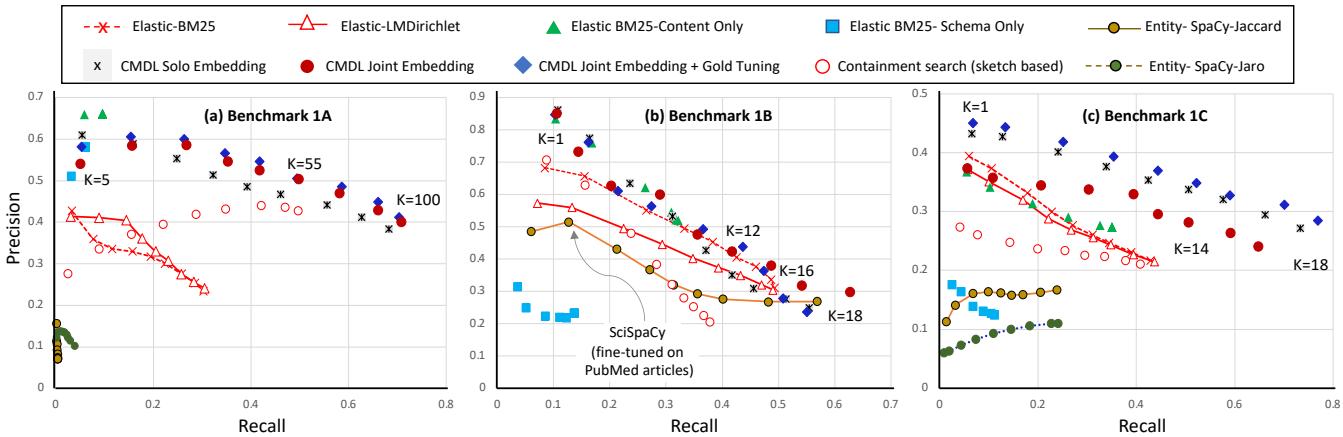 Elastic-BM25 Elastic-LMDirichlet Elastic BM25-Content Only Elastic BM25- Schema Only Entity- SpaCy-Jaccard
x CMDL Solo Embedding CMDL Joint Embedding CMDL Joint Embedding + Gold Tuning Containment search (sketch based) Entity- SpaCy-Jaro
(a) Benchmark 1A
Precision
0.7
0.6
0.5
0.4
0.3
0.2
0.1
0
K=5
K=55
K=100
0 0.2 0.4 0.6 0.8
Recall
(b) Benchmark 1B
0.9
0.8
0.7
0.6
0.5
0.4
0.3
0.2
0.1
0
K=1
K=12
K=16
K=18
SciSpaCy
(fine-tuned on
PubMed articles)
0 0.1 0.2 0.3 0.4 0.5 0.6 0.7
Recall
(c) Benchmark 1C
0.5
0.4
0.3
0.2
0.1
0
K=1
K=14
K=18
0 0.2 0.4 0.6 0.8
Recall